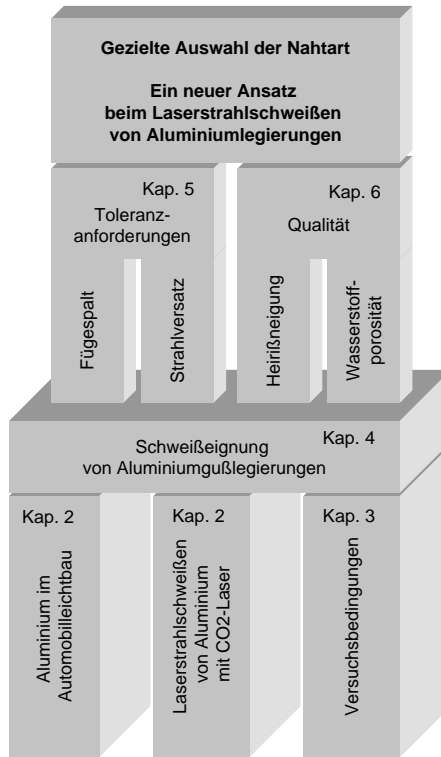 Gezielte Auswahl der Nahtart
Ein neuer Ansatz
beim Laserstrahlschweißen
von Aluminiumlegierungen
Kap. 5
Toleranz-
anforderungen
Kap. 6
Qualität
Fügespalt
Strahlversatz
Heirißneigung
Wasserstoff-
porosität
Kap. 4
Schweißeignung
von Aluminiumgußlegierungen
Kap. 2
Aluminium im
Automobilleichtbau
Kap. 2
Laserstrahlschweißen
von Aluminium
mit CO2-Laser
Kap. 3
Versuchsbedingungen